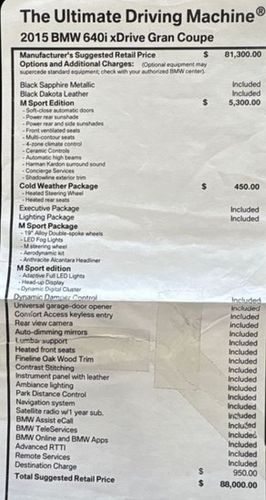 The Ultimate Driving Machine®
2015 BMW 640i xDrive Gran Coupe
Manufacturer's Suggested Retail Price $ 81,300.00
Options and Additional Charges: (Optional equipment may
supercede standard equipment; check with your authorized BMW center).
Black Sapphire Metallic Included
Black Dakota Leather Included
M Sport Edition $ 5,300.00
- Soft-close automatic doors
- Power rear sunshade
- Power rear and side sunshades
- Front ventilated seats
- Multi-contour seats
- 4-zone climate control
- Ceramic Controls
- Automatic high beams
- Harman Kardon surround sound
- Concierge Services
- Shadowline exterior trim
Cold Weather Package $ 450.00
- Heated Steering Wheel
- Heated rear seats
Executive Package Included
Lighting Package Included
M Sport Package
- 19" Alloy Double-spoke wheels
- LED Fog Lights
- M steering wheel
- Aerodynamic kit
- Anthracite Alcantara Headliner
M Sport edition
- Adaptive Full LED Lights
- Head-up Display
- Dynamic Digital Cluster
Dynamic Damper Control Included
Universal garage-door opener Included
Comfort Access keyless entry Included
Rear view camera Included
Auto-dimming mirrors Included
Lumbar support Included
Heated front seats Included
Fineline Oak Wood Trim Included
Contrast Stitching Included
Instrument panel with leather Included
Ambiance lighting Included
Park Distance Control Included
Navigation system Included
Satellite radio w/1 year sub. Included
BMW Assist eCall Included
BMW TeleServices Included
BMW Online and BMW Apps Included
Advanced RTTI Included
Remote Services Included
Destination Charge $ 950.00
Total Suggested Retail Price $ 88,000.00